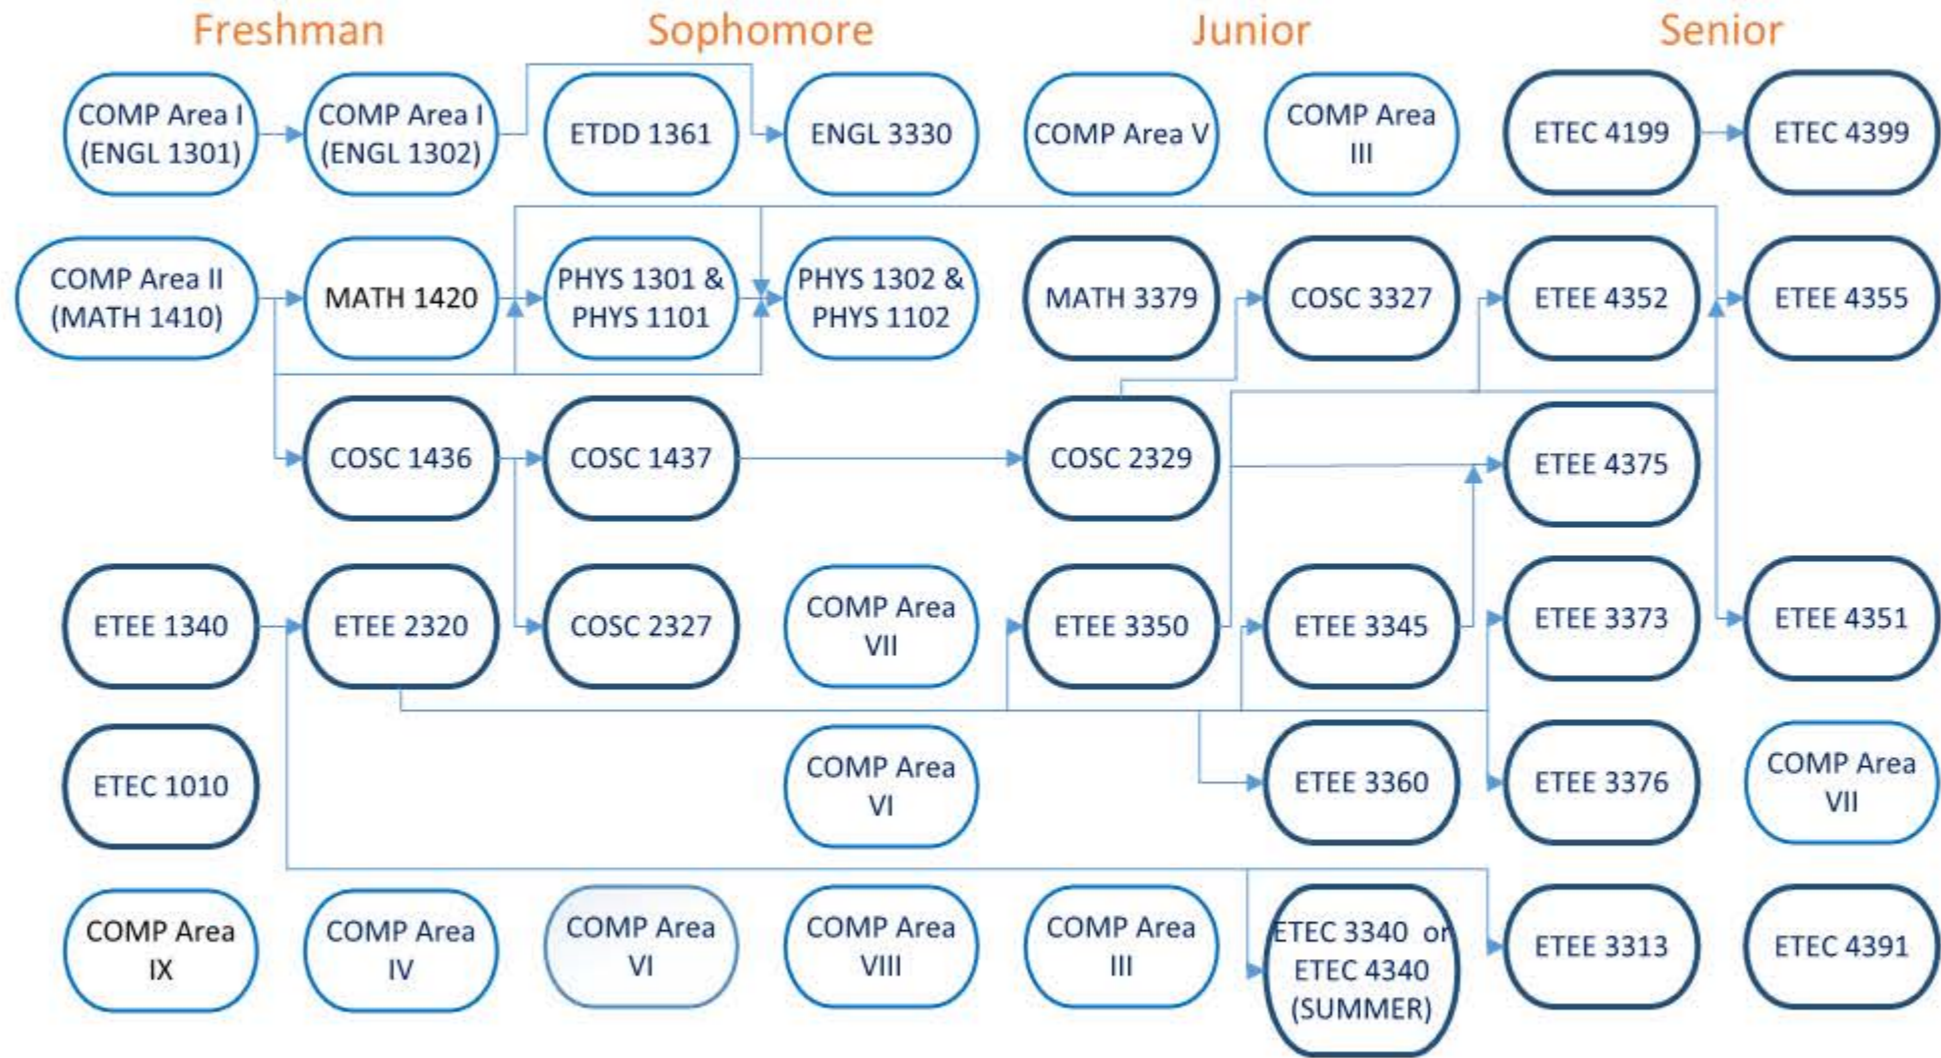 Freshman
Sophomore
Junior
Senior
COMP Area I
(ENGL 1301)
COMP Area I
(ENGL 1302)
ETDD 1361
ENGL 3330
COMP Area V
COMP Area
III
ETEC 4199
ETEC 4399
COMP Area II
(MATH 1410)
MATH 1420
PHYS 1301 &
PHYS 1101
PHYS 1302 &
PHYS 1102
MATH 3379
COSC 3327
ETEE 4352
ETEE 4355
COSC 1436
COSC 1437
COSC 2329
ETEE 4375
ETEE 1340
ETEE 2320
COSC 2327
COMP Area
VII
ETEE 3350
ETEE 3345
ETEE 3373
ETEE 4351
ETEC 1010
COMP Area
VI
ETEE 3360
ETEE 3376
COMP Area
VII
COMP Area
IX
COMP Area
IV
COMP Area
VI
COMP Area
VIII
COMP Area
III
ETEC 3340 or
ETEC 4340
(SUMMER)
ETEE 3313
ETEC 4391